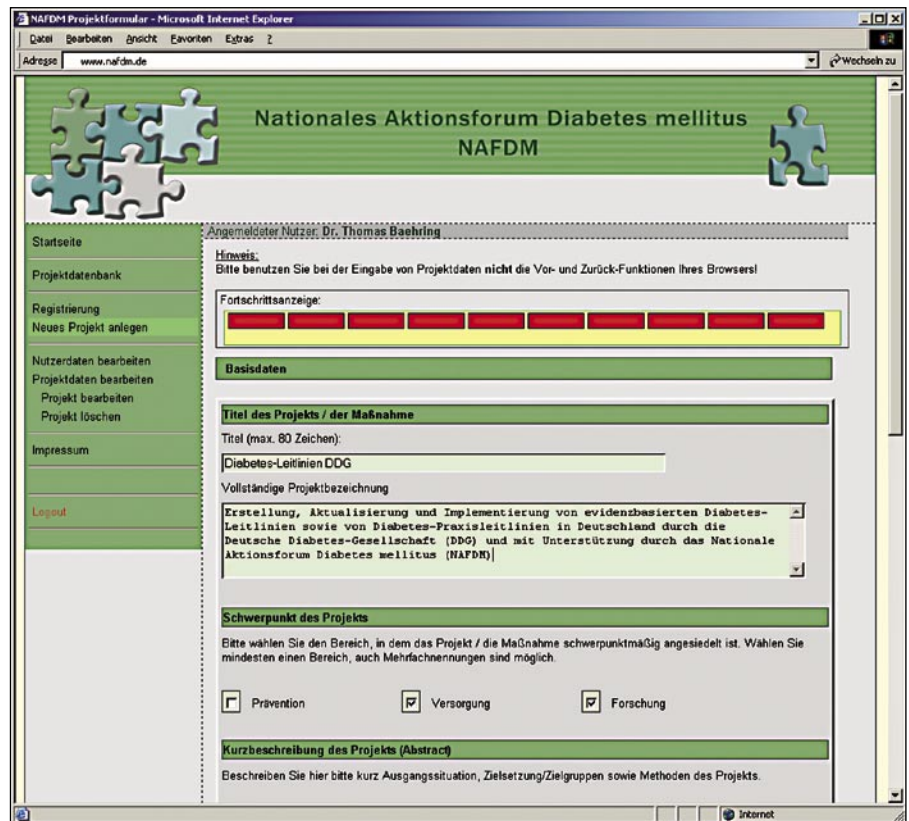 NAFDM Projektformular - Microsoft Internet Explorer
Datei Bearbeiten Ansicht Favoriten Extras ?
Adresse www.nafdm.de Wechseln zu
Nationales Aktionsforum Diabetes mellitus
NAFDM
Angemeldeter Nutzer: Dr. Thomas Baehring
Startseite
Projektdatenbank
Registrierung
Neues Projekt anlegen
Nutzerdaten bearbeiten
Projektdaten bearbeiten
Projekt bearbeiten
Projekt löschen
Impressum
Logout
Hinweis:
Bitte benutzen Sie bei der Eingabe von Projektdaten nicht die Vor- und Zurück-Funktionen Ihres Browsers!
Fortschrittsanzeige:
Basisdaten
Titel des Projekts / der Maßnahme
Titel (max. 80 Zeichen):
Diabetes-Leitlinien DDG
Vollständige Projektbezeichnung
Erstellung, Aktualisierung und Implementierung von evidenzbasierten Diabetes-
Leitlinien sowie von Diabetes-Praxisleitlinien in Deutschland durch die
Deutsche Diabetes-Gesellschaft (DDG) und mit Unterstützung durch das Nationale
Aktionsforum Diabetes mellitus (NAFDM)
Schwerpunkt des Projekts
Bitte wählen Sie den Bereich, in dem das Projekt / die Maßnahme schwerpunktmäßig angesiedelt ist. Wählen Sie
mindesten einen Bereich, auch Mehrfachnennungen sind möglich.
Prävention Versorgung Forschung
Kurzbeschreibung des Projekts (Abstract)
Beschreiben Sie hier bitte kurz Ausgangssituation, Zielsetzung/Zielgruppen sowie Methoden des Projekts.
Internet